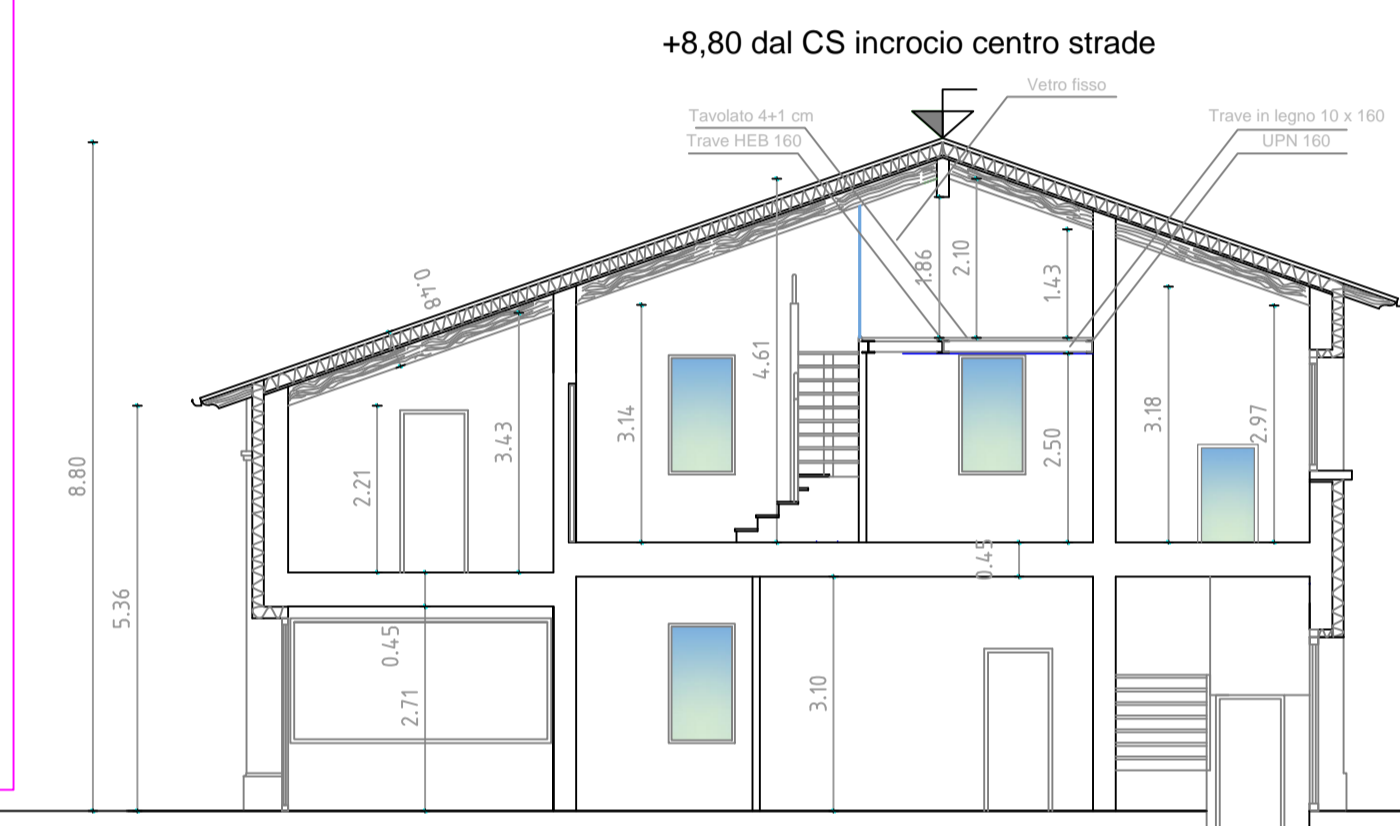 +8,80 dal CS incrocio centro strade
Vetro fisso
Tavolato 4+1 cm
Trave HEB 160
Trave in legno 10 x 160
UPN 160
0.48
1.86
2.10
1.43
4.61
3.14
3.43
2.21
2.50
3.18
2.97
8.80
5.36
0.45
0.45
2.71
3.10